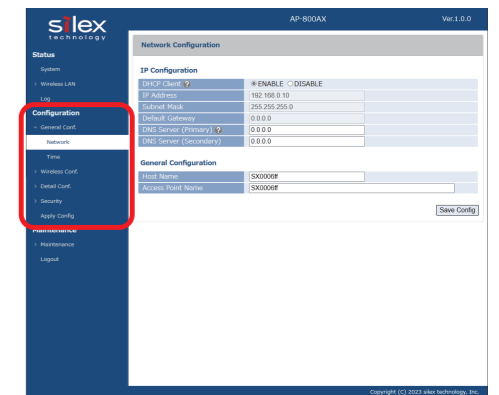 silex
technology
AP-800AX
Ver.1.0.0
Status
System
> Wireless LAN
Log
Configuration
- General Conf.
Network
Time
> Wireless Conf.
> Detail Conf.
> Security
Apply Config
Maintenance
> Maintenance
Logout
Network Configuration
IP Configuration
DHCP Client ? ENABLE DISABLE
IP Address 192.168.0.10
Subnet Mask 255.255.255.0
Default Gateway 0.0.0.0
DNS Server (Primary) ? 0.0.0.0
DNS Server (Secondary) 0.0.0.0
General Configuration
Host Name SX0006ff
Access Point Name SX0006ff
Save Config
Copyright (C) 2023 silex technology, Inc.